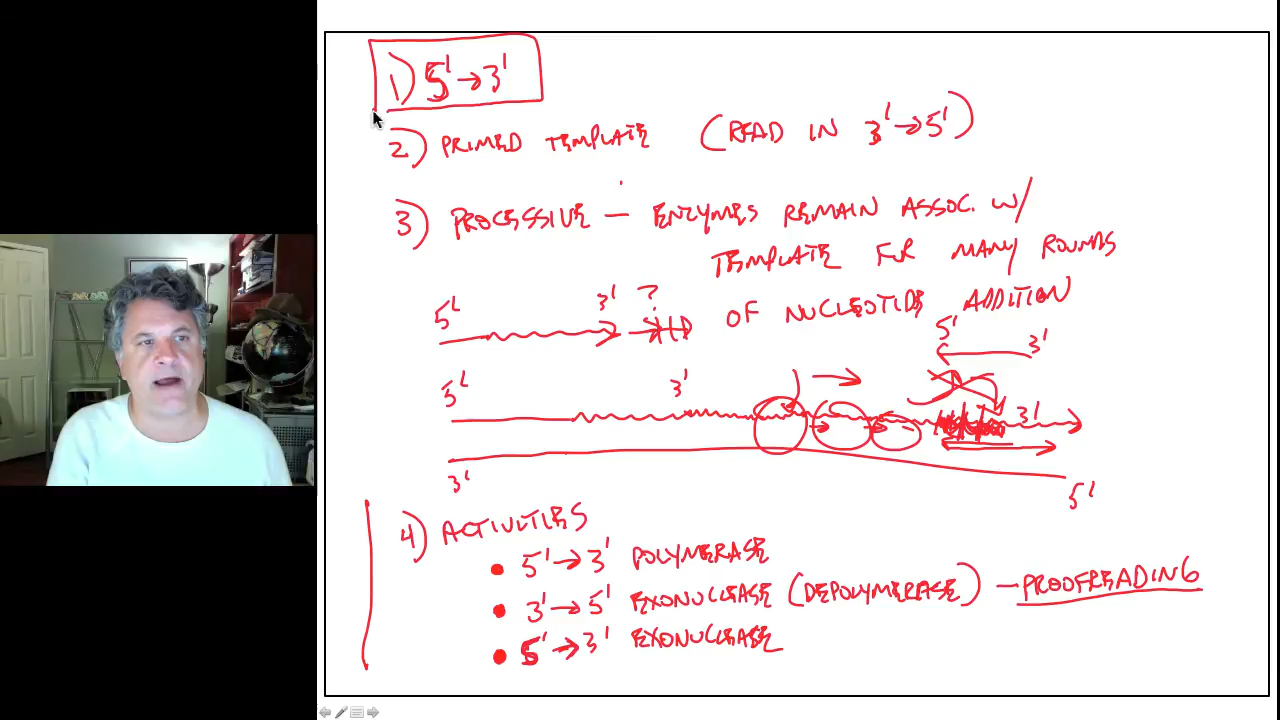 1) 5' → 3'
2) PRIMED TEMPLATE (READ IN 3' → 5')
3) PROCESSIVE — ENZYMES REMAIN ASSOC. W/
TEMPLATE FOR MANY ROUNDS
OF NUCLEOTIDE ADDITION
5' 3' ?
5' 3'
5' 3' 3'
3' 5'
4) ACTIVITIES
• 5' → 3' POLYMERASE
• 3' → 5' EXONUCLEASE (DEPOLYMERASE) — PROOFREADING
• 5' → 3' EXONUCLEASE